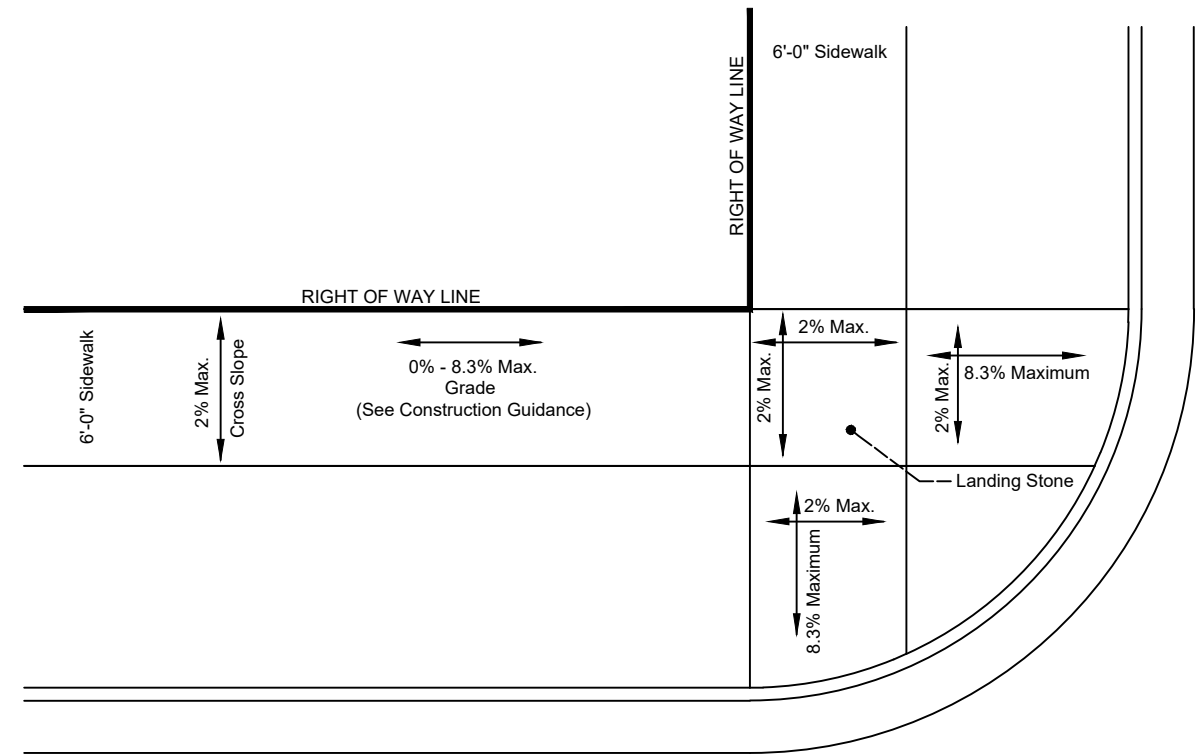 6'-0" Sidewalk
RIGHT OF WAY LINE
RIGHT OF WAY LINE
6'-0" Sidewalk
2% Max.
Cross Slope
0% - 8.3% Max.
Grade
(See Construction Guidance)
2% Max.
2% Max.
2% Max.
8.3% Maximum
Landing Stone
2% Max.
8.3% Maximum